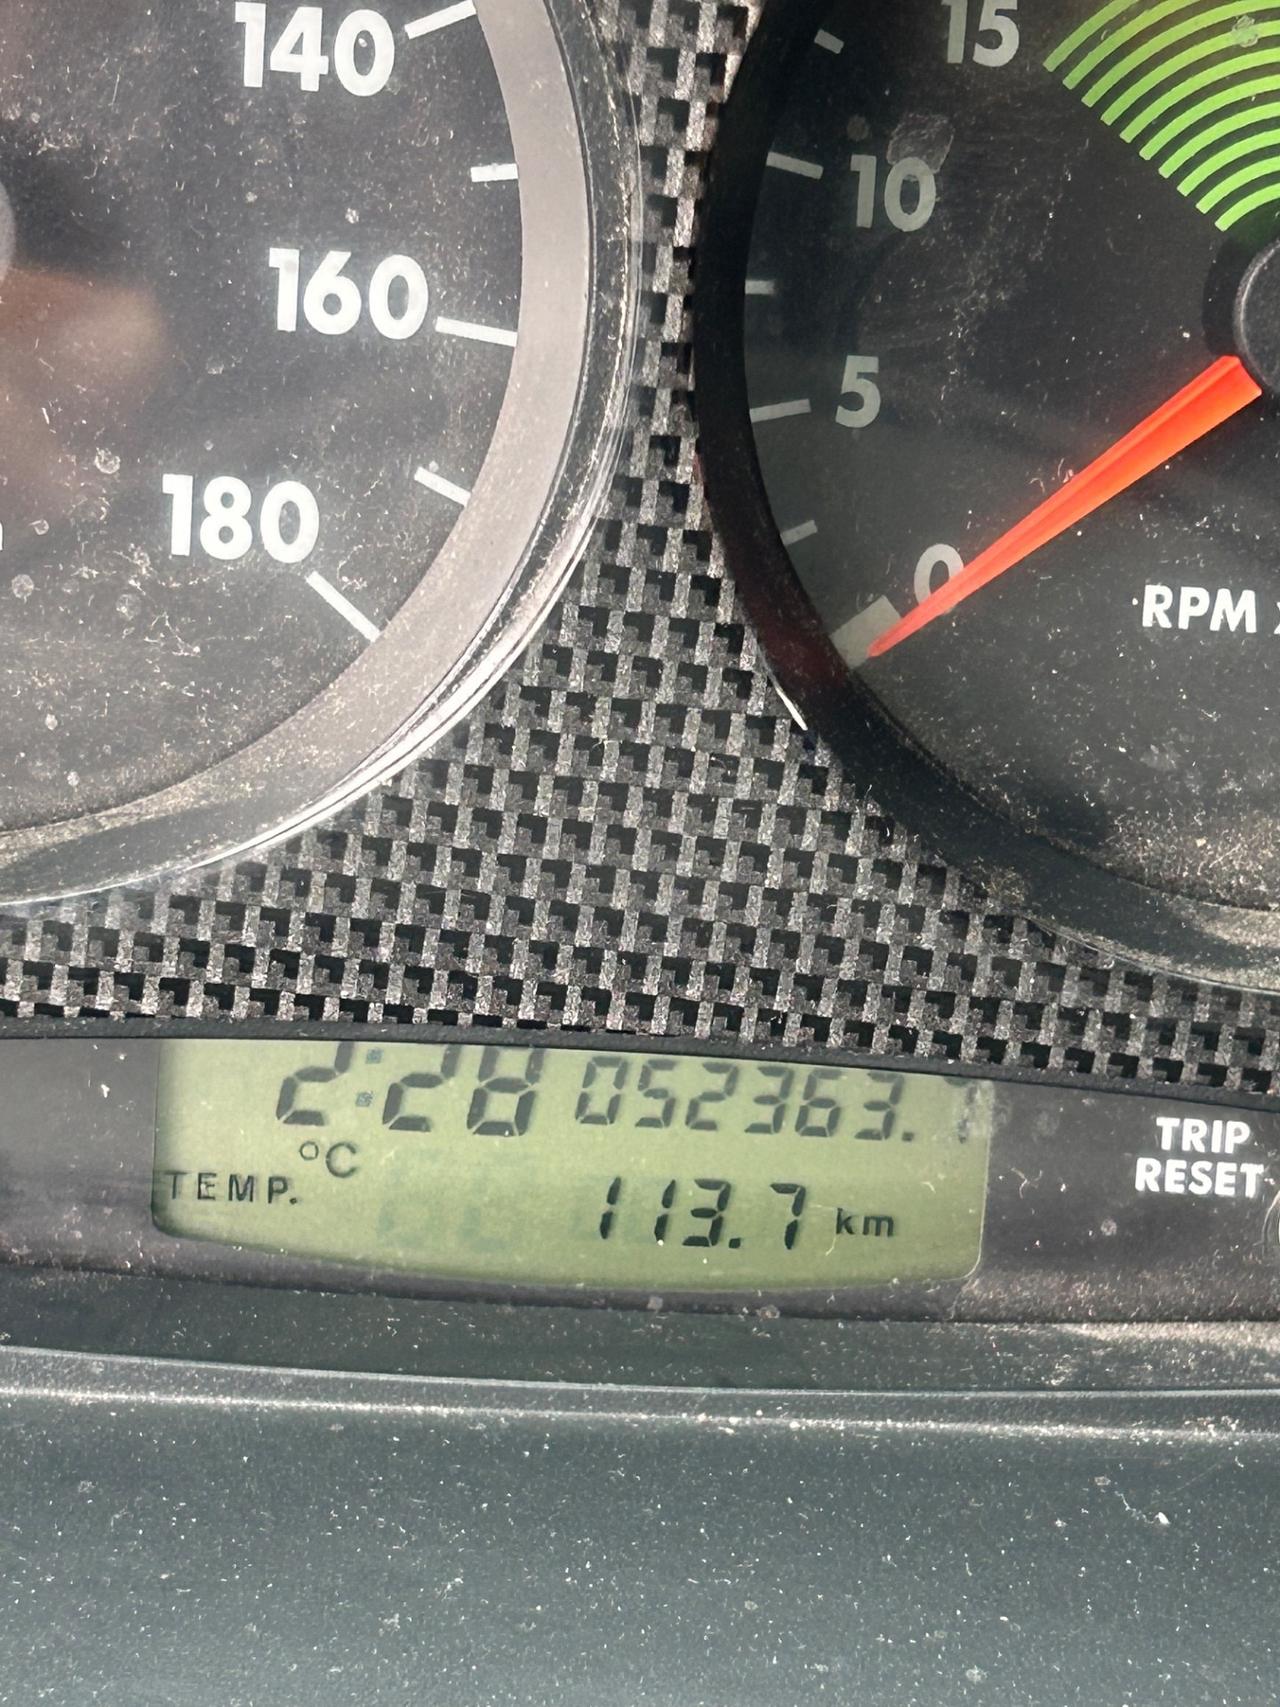 140
160
180
15
10
5
0
RPM
2:28 052363.
°C
TEMP.
113.7 km
TRIP
RESET